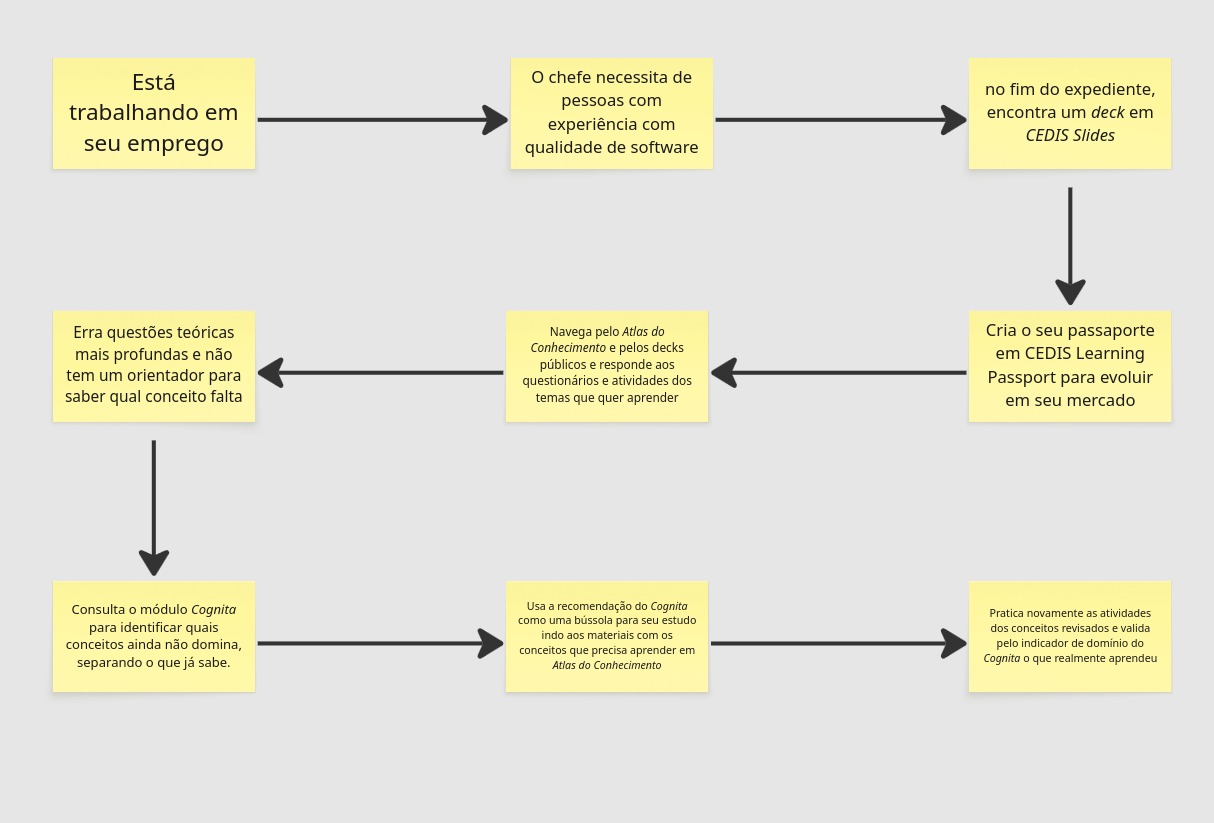 Está
trabalhando em
seu emprego
O chefe necessita de
pessoas com
experiência com
qualidade de software
no fim do expediente,
encontra um deck em
CEDIS Slides
Cria o seu passaporte
em CEDIS Learning
Passport para evoluir
em seu mercado
Navega pelo Atlas do
Conhecimento e pelos decks
públicos e responde aos
questionários e atividades dos
temas que quer aprender
Erra questões teóricas
mais profundas e não
tem um orientador para
saber qual conceito falta
Consulta o módulo Cognita
para identificar quais
conceitos ainda não domina,
separando o que já sabe.
Usa a recomendação do Cognita
como uma bússola para seu estudo
indo aos materiais com os
conceitos que precisa aprender em
Atlas do Conhecimento
Pratica novamente as atividades
dos conceitos revisados e valida
pelo indicador de domínio do
Cognita o que realmente aprendeu